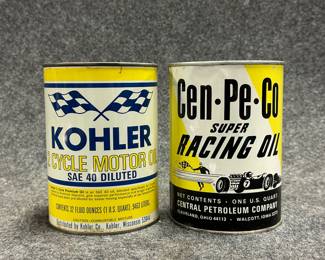 KOHLER
CYCLE MOTOR OIL
SAE 40 DILUTED
CONTENTS: 32 FLUID OUNCES (1 U.S. QUART) .9463 LITERS
Distributed by Kohler Co., Kohler, Wisconsin 53044
Cen-Pe-Co
SUPER
RACING OIL
7
NET CONTENTS - ONE U.S. QUART
CENTRAL PETROLEUM COMPANY
CLEVELAND, OHIO 44113 - WALCOTT, IOWA